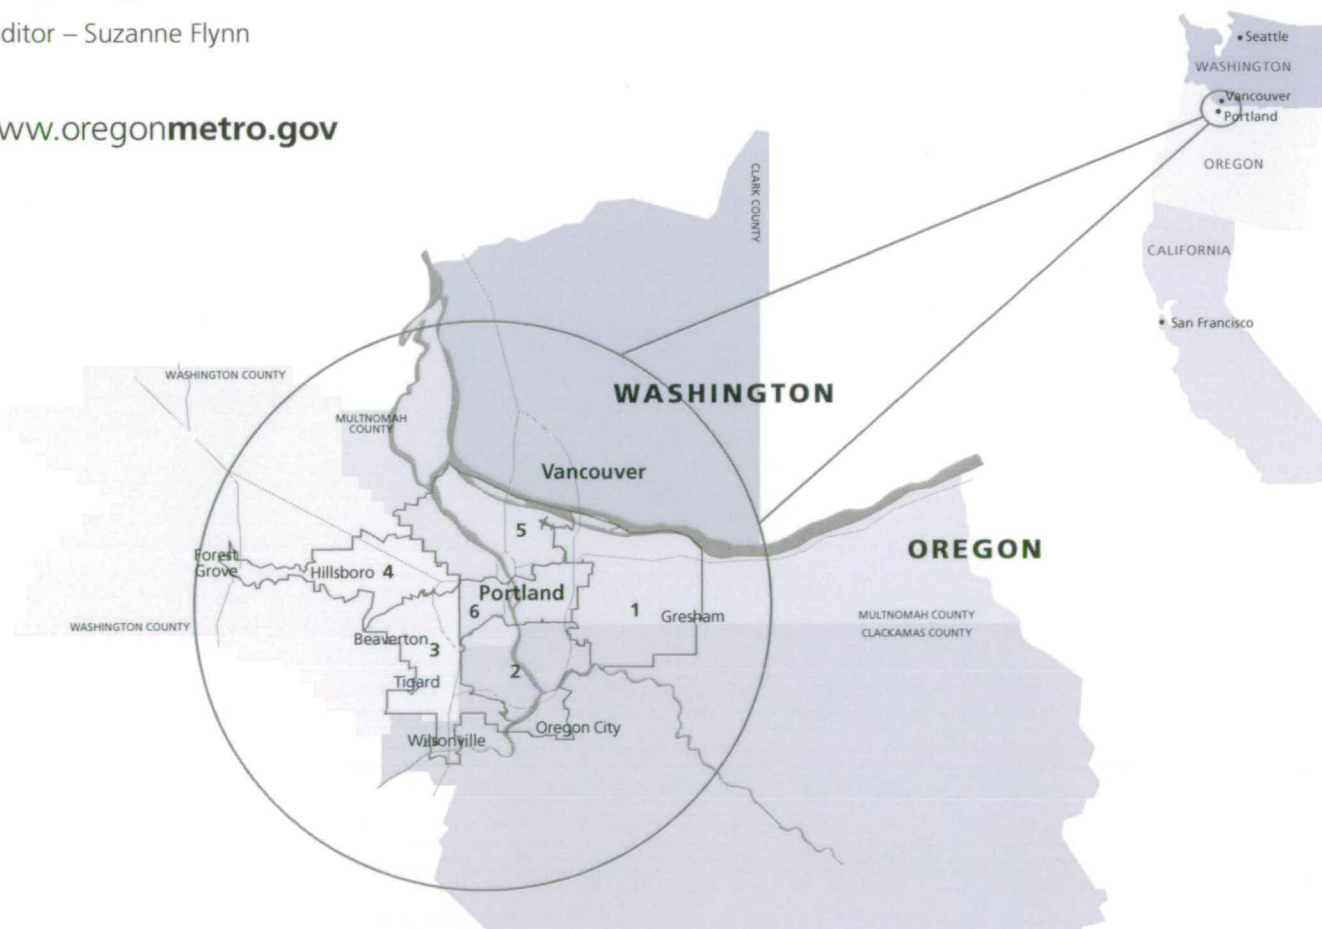 ditor – Suzanne Flynn
ww.oregonmetro.gov
Seattle
WASHINGTON
Vancouver
Portland
OREGON
CALIFORNIA
San Francisco
CLARK COUNTY
WASHINGTON COUNTY
MULTNOMAH
COUNTY
WASHINGTON
Vancouver
5
OREGON
Forest
Grove
Hillsboro 4
Portland
6
1
Gresham
MULTNOMAH COUNTY
CLACKAMAS COUNTY
WASHINGTON COUNTY
Beaverton
3
2
Tigard
Oregon City
Wilsonville